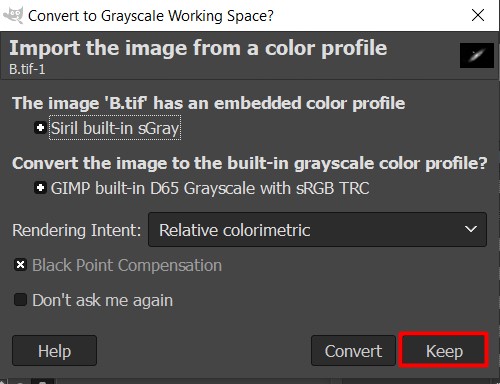 Convert to Grayscale Working Space?
Import the image from a color profile
B.tif-1
The image 'B.tif' has an embedded color profile
Siril built-in sGray
Convert the image to the built-in grayscale color profile?
GIMP built-in D65 Grayscale with sRGB TRC
Rendering Intent: Relative colorimetric
Black Point Compensation
Don't ask me again
Help Convert Keep